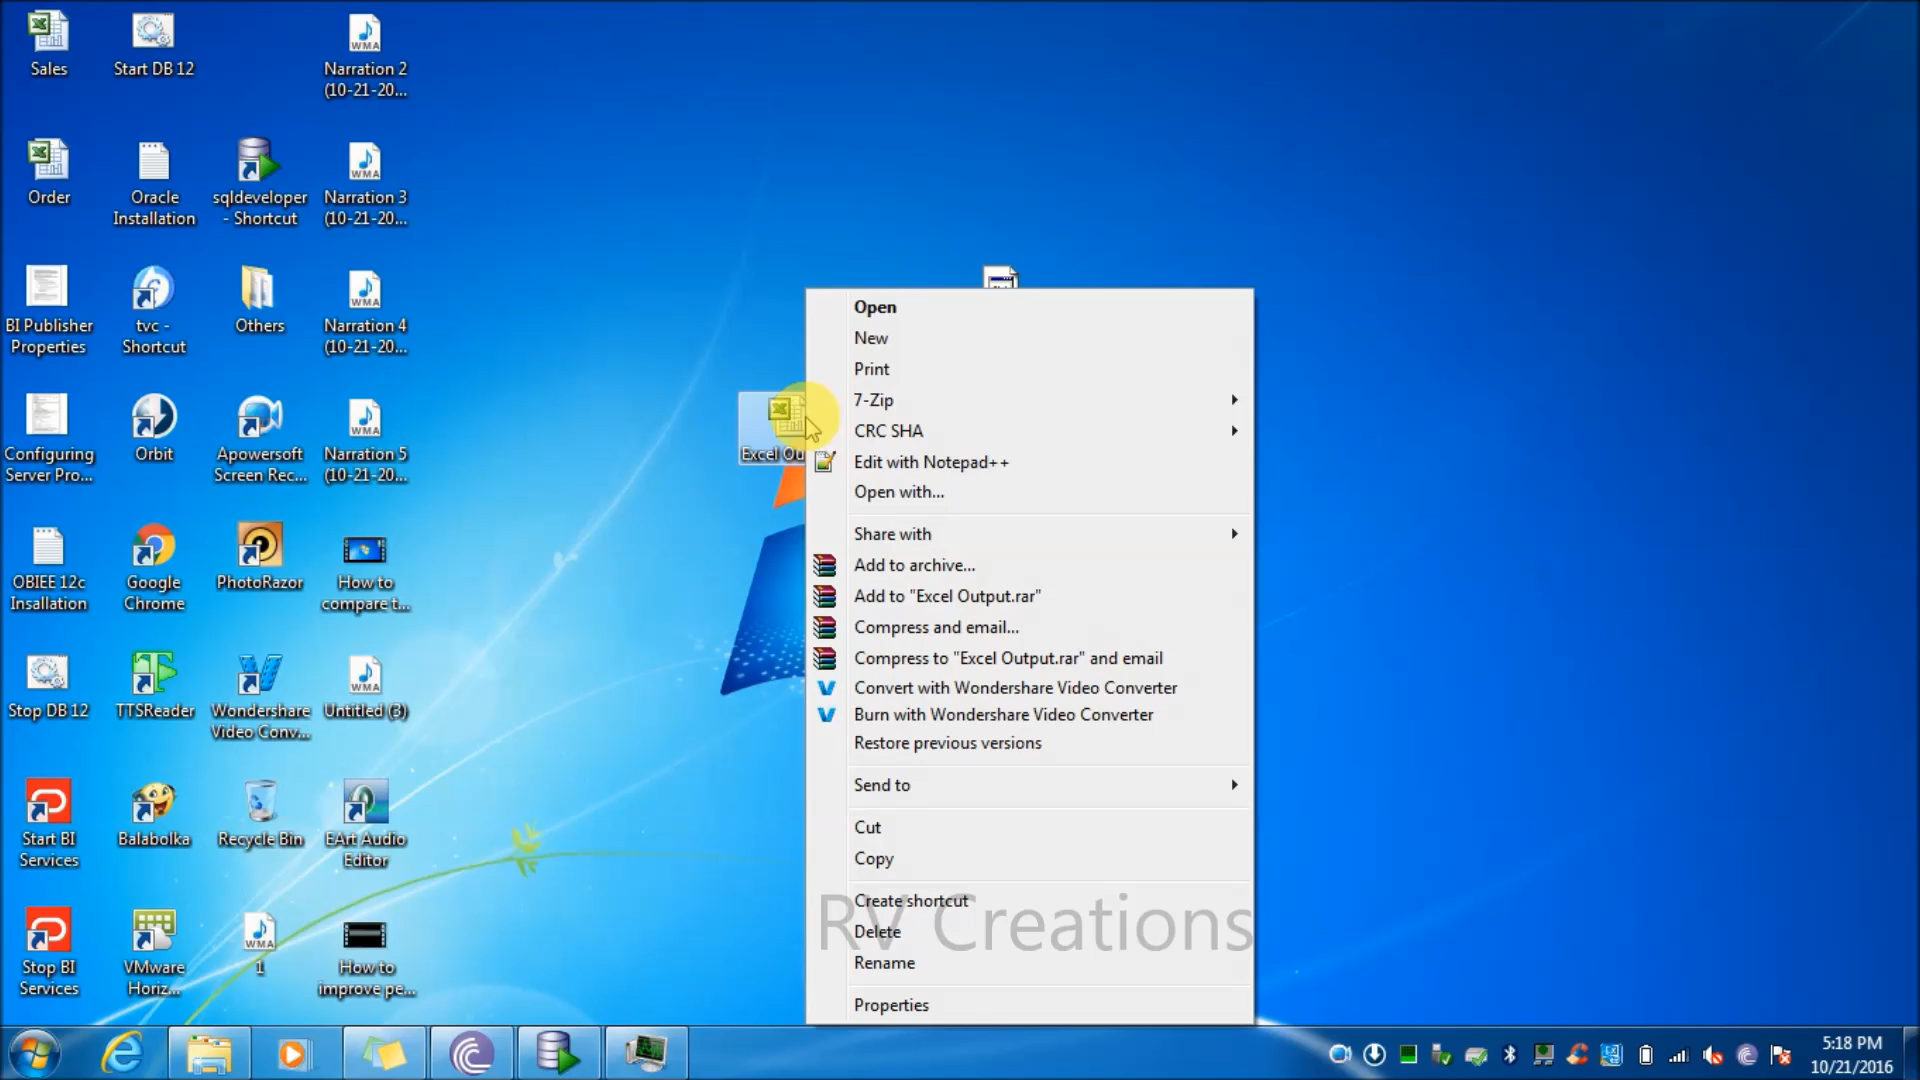 Sales
Start DB 12
Narration 2
(10-21-20...
Order
Oracle
Installation
sqldeveloper
- Shortcut
Narration 3
(10-21-20...
BI Publisher
Properties
tvc -
Shortcut
Others
Narration 4
(10-21-20...
Configuring
Server Pro...
Orbit
Apowersoft
Screen Rec...
Narration 5
(10-21-20...
OBIEE 12c
Insallation
Google
Chrome
PhotoRazor
How to
compare t...
Stop DB 12
TTSReader
Wondershare
Video Conv...
Untitled (3)
Start BI
Services
Balabolka
Recycle Bin
EArt Audio
Editor
Stop BI
Services
VMware
Horiz...
1
How to
improve pe...
WMA
WMA
WMA
WMA
WMA
WMA
Excel Ou
Open
New
Print
7-Zip
CRC SHA
Edit with Notepad++
Open with...
Share with
Add to archive...
Add to "Excel Output.rar"
Compress and email...
Compress to "Excel Output.rar" and email
Convert with Wondershare Video Converter
Burn with Wondershare Video Converter
Restore previous versions
Send to
Cut
Copy
Create shortcut
Delete
Rename
Properties
RV Creations
5:18 PM
10/21/2016